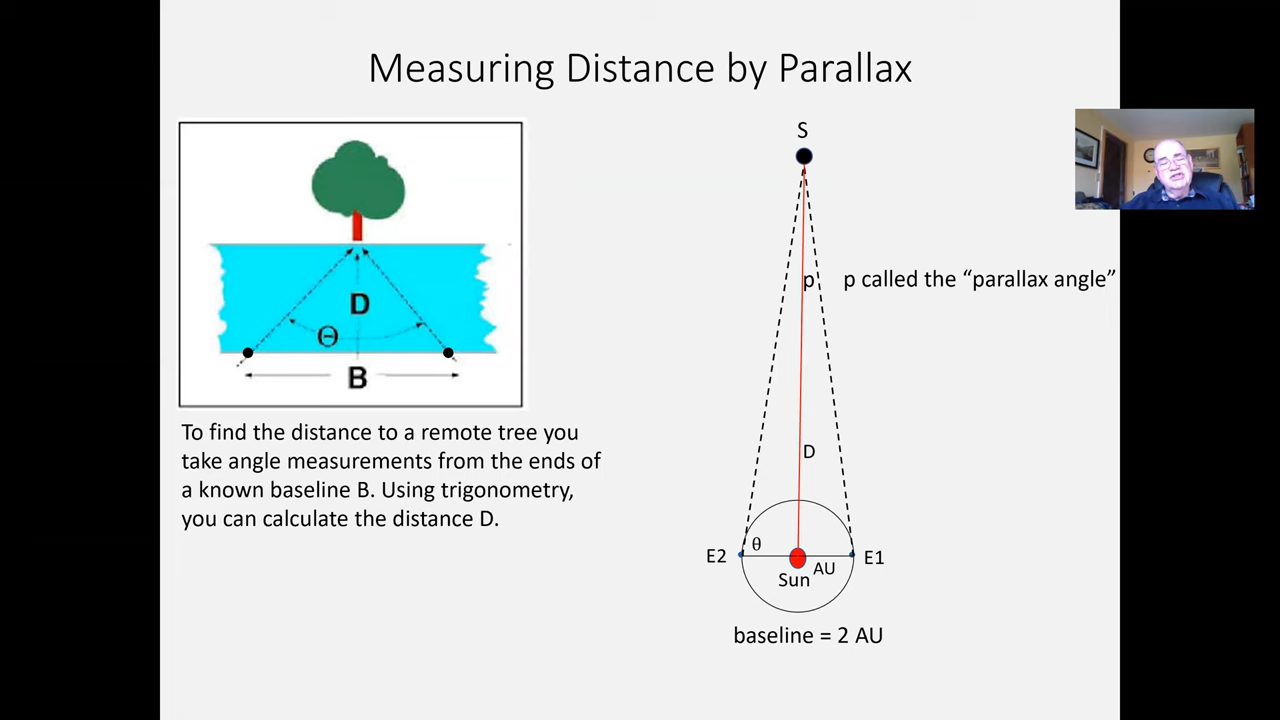 Measuring Distance by Parallax
D
Θ
B
To find the distance to a remote tree you
take angle measurements from the ends of
a known baseline B. Using trigonometry,
you can calculate the distance D.
S
p
p called the “parallax angle”
D
θ
E2
E1
AU
Sun
baseline = 2 AU